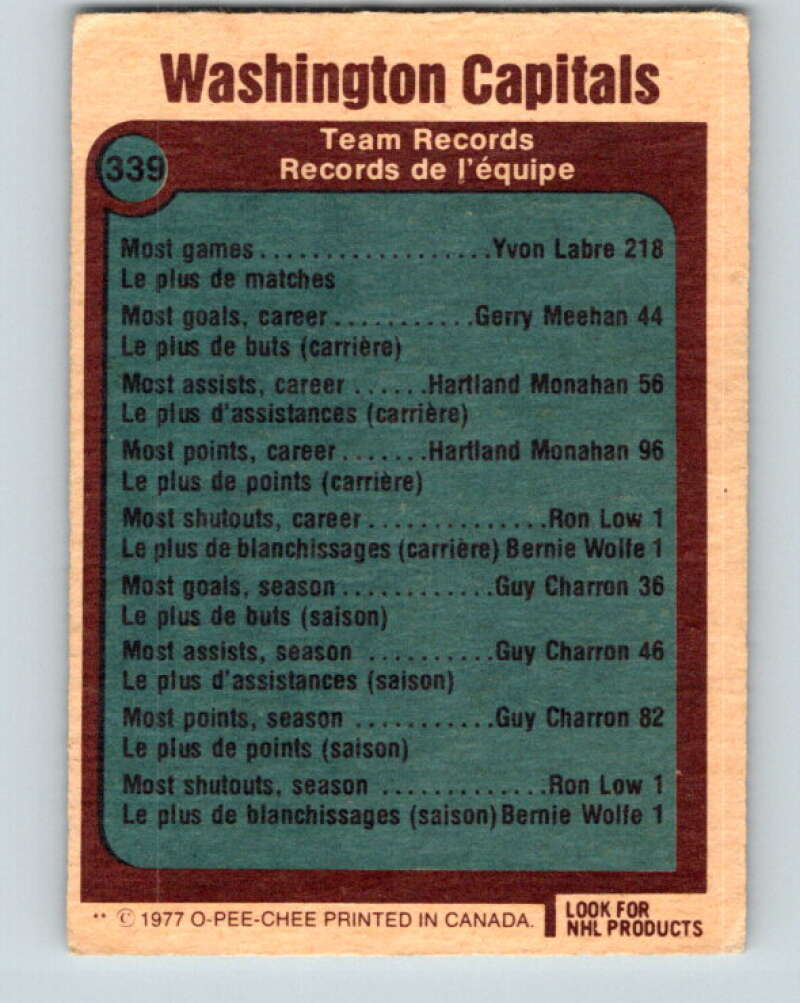 Washington Capitals
339
Team Records
Records de l'équipe
Most games..................Yvon Labre 218
Le plus de matches
Most goals, career...........Gerry Meehan 44
Le plus de buts (carrière)
Most assists, career ......Hartland Monahan 56
Le plus d'assistances (carrière)
Most points, career.......Hartland Monahan 96
Le plus de points (carrière)
Most shutouts, career..............Ron Low 1
Le plus de blanchissages (carrière) Bernie Wolfe 1
Most goals, season............Guy Charron 36
Le plus de buts (saison)
Most assists, season ..........Guy Charron 46
Le plus d'assistances (saison)
Most points, season ...........Guy Charron 82
Le plus de points (saison)
Most shutouts, season .............Ron Low 1
Le plus de blanchissages (saison) Bernie Wolfe 1
** © 1977 O-PEE-CHEE PRINTED IN CANADA.
LOOK FOR
NHL PRODUCTS